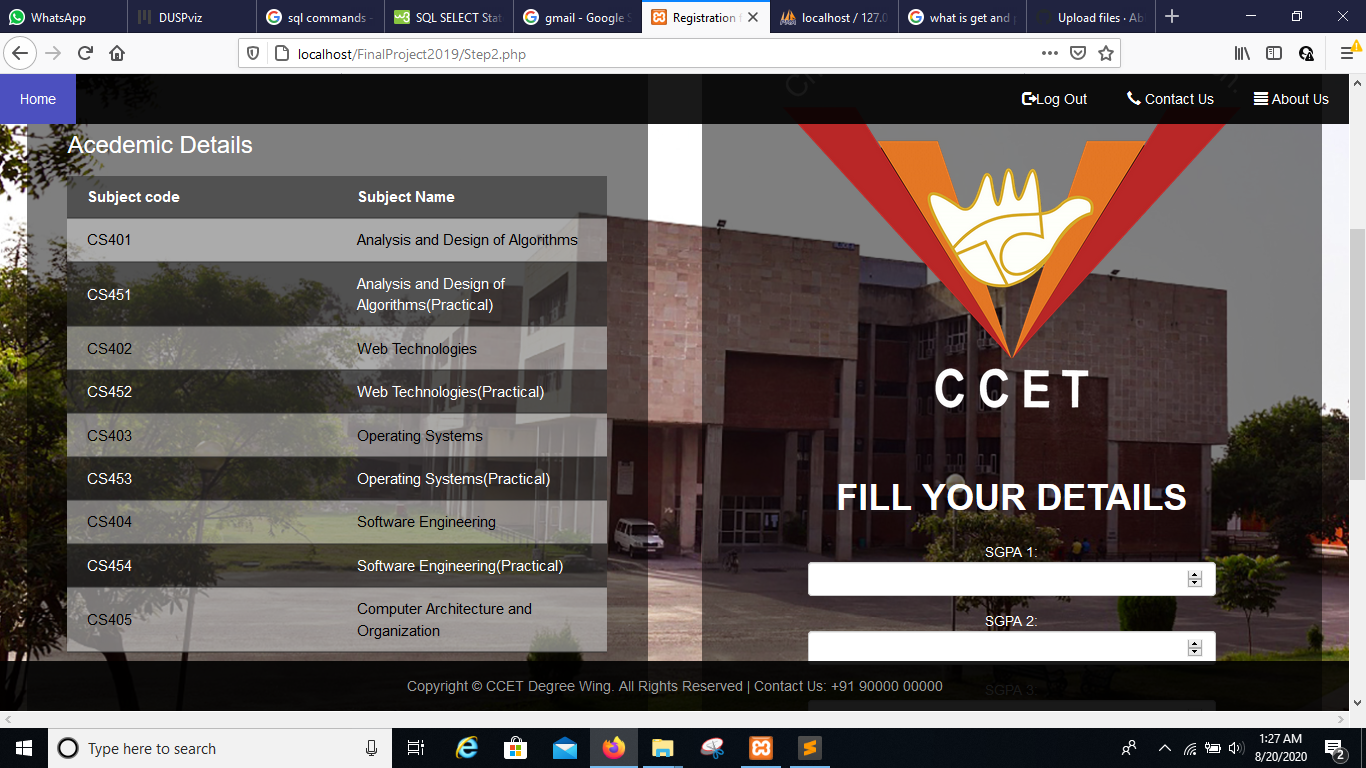 WhatsApp
DUSPviz
sql commands -
SQL SELECT Stat
gmail - Google S
Registration f
localhost / 127.0
what is get and p
Upload files · Ab
localhost/FinalProject2019/Step2.php
Home
Log Out
Contact Us
About Us
Acedemic Details
Subject code Subject Name
CS401 Analysis and Design of Algorithms
CS451 Analysis and Design of
Algorithms(Practical)
CS402 Web Technologies
CS452 Web Technologies(Practical)
CS403 Operating Systems
CS453 Operating Systems(Practical)
CS404 Software Engineering
CS454 Software Engineering(Practical)
CS405 Computer Architecture and
Organization
CCET
FILL YOUR DETAILS
SGPA 1:
SGPA 2:
SGPA 3:
Copyright © CCET Degree Wing. All Rights Reserved | Contact Us: +91 90000 00000
Type here to search
1:27 AM
8/20/2020
2